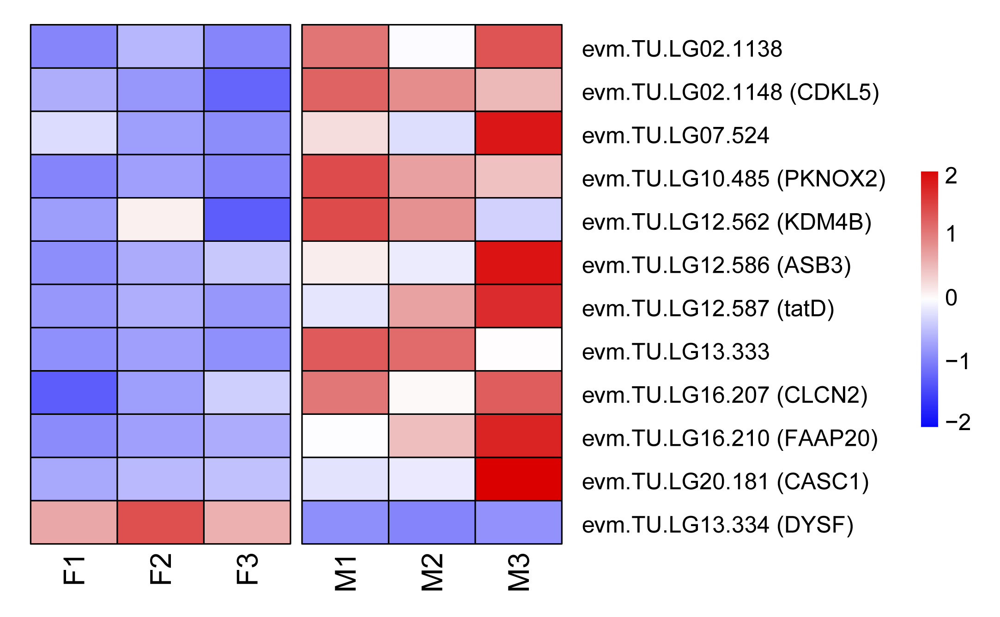 evm.TU.LG02.1138
evm.TU.LG02.1148 (CDKL5)
evm.TU.LG07.524
evm.TU.LG10.485 (PKNOX2)
evm.TU.LG12.562 (KDM4B)
evm.TU.LG12.586 (ASB3)
evm.TU.LG12.587 (tatD)
evm.TU.LG13.333
evm.TU.LG16.207 (CLCN2)
evm.TU.LG16.210 (FAAP20)
evm.TU.LG20.181 (CASC1)
evm.TU.LG13.334 (DYSF)
2
1
0
−1
−2
F1
F2
F3
M1
M2
M3